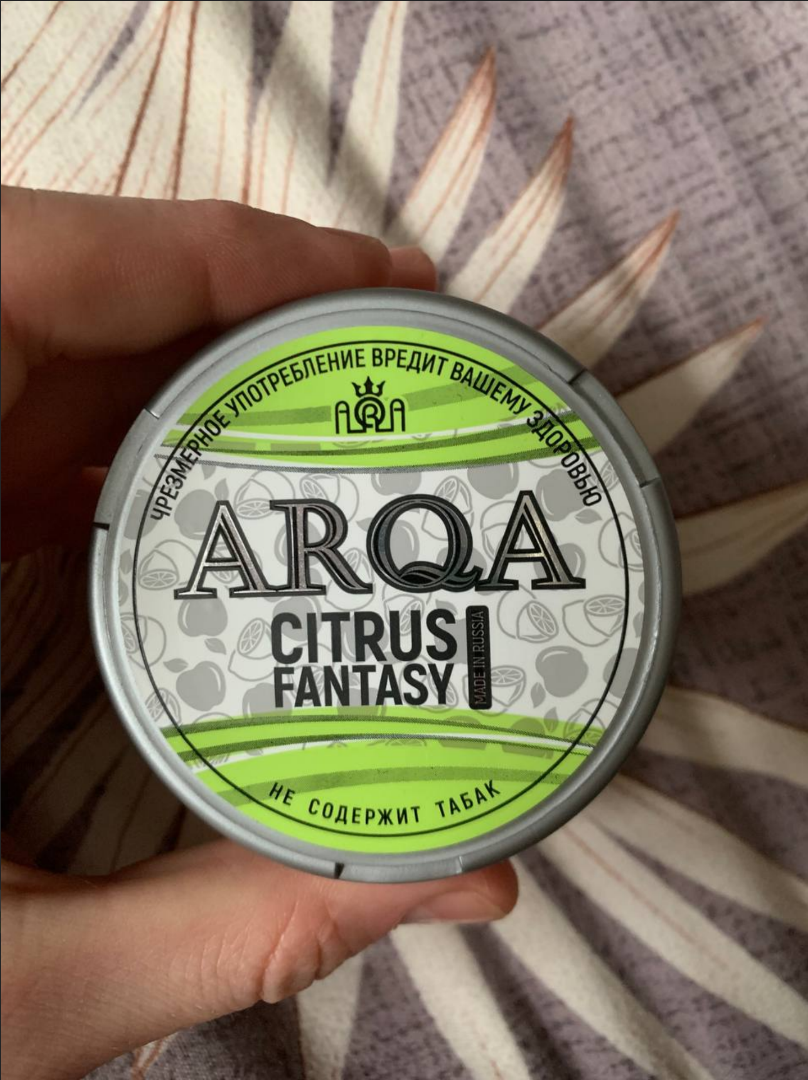 ЧРЕЗМЕРНОЕ УПОТРЕБЛЕНИЕ ВРЕДИТ ВАШЕМУ ЗДОРОВЬЮ
ARQA
ARQA
CITRUS
FANTASY
MADE IN RUSSIA
НЕ СОДЕРЖИТ ТАБАК